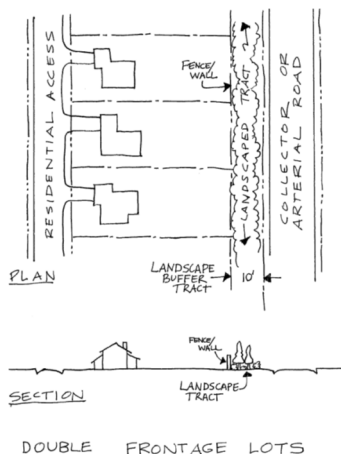 RESIDENTIAL ACCESS
FENCE/
WALL
LANDSCAPED TRACT
COLLECTOR OR
ARTERIAL ROAD
PLAN
LANDSCAPE
BUFFER
TRACT
10'
FENCE/
WALL
LANDSCAPE
TRACT
SECTION
DOUBLE FRONTAGE LOTS